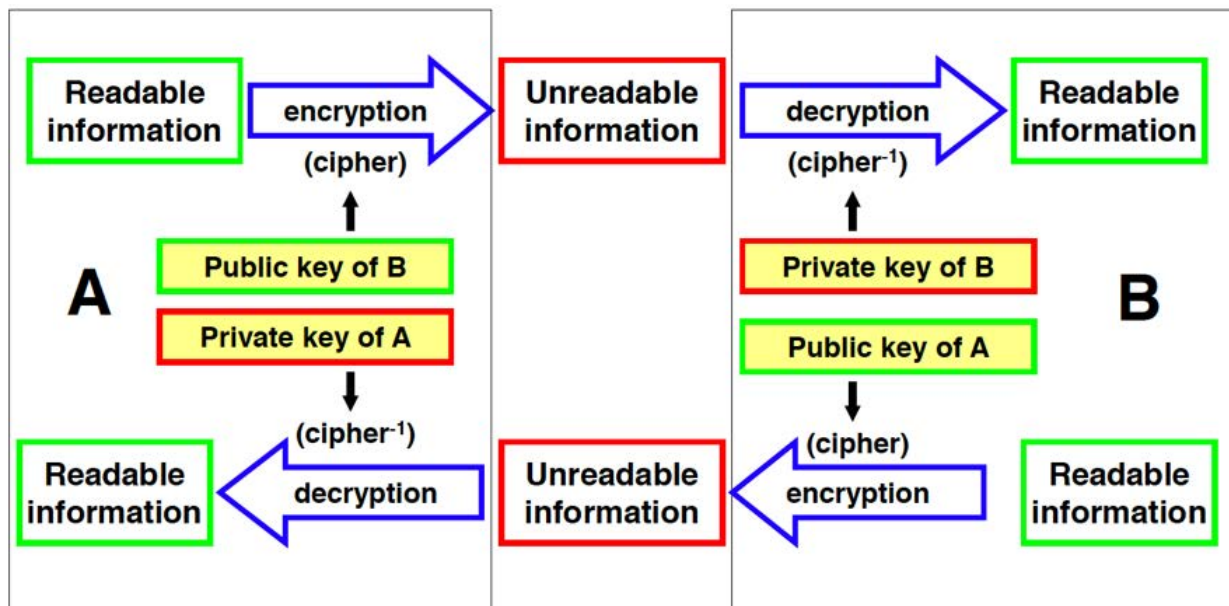 Readable
information
encryption
(cipher)
Unreadable
information
decryption
(cipher⁻¹)
Readable
information
A
Public key of B
Private key of A
Private key of B
Public key of A
B
Readable
information
(cipher⁻¹)
decryption
Unreadable
information
(cipher)
encryption
Readable
information